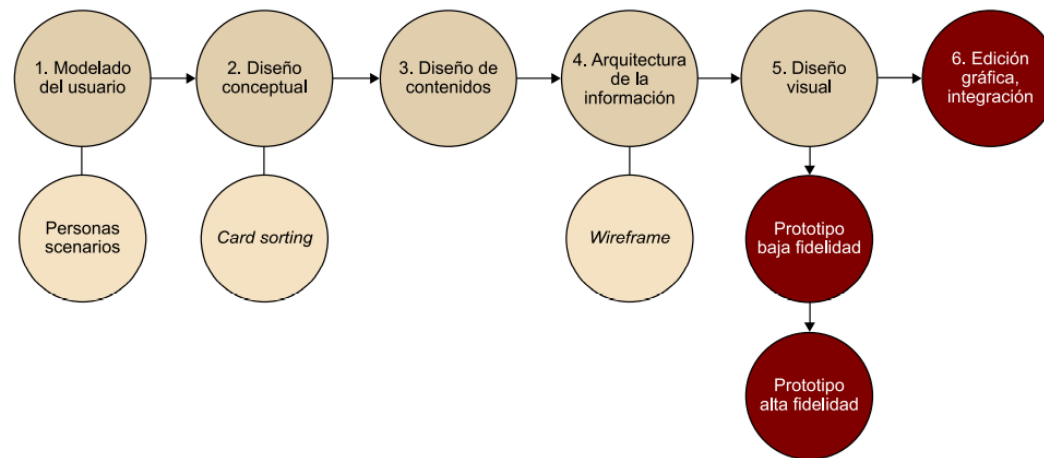 1. Modelado
del usuario
2. Diseño
conceptual
3. Diseño de
contenidos
4. Arquitectura
de la
información
5. Diseño
visual
6. Edición
gráfica,
integración
Personas
scenarios
Card sorting
Wireframe
Prototipo
baja fidelidad
Prototipo
alta fidelidad